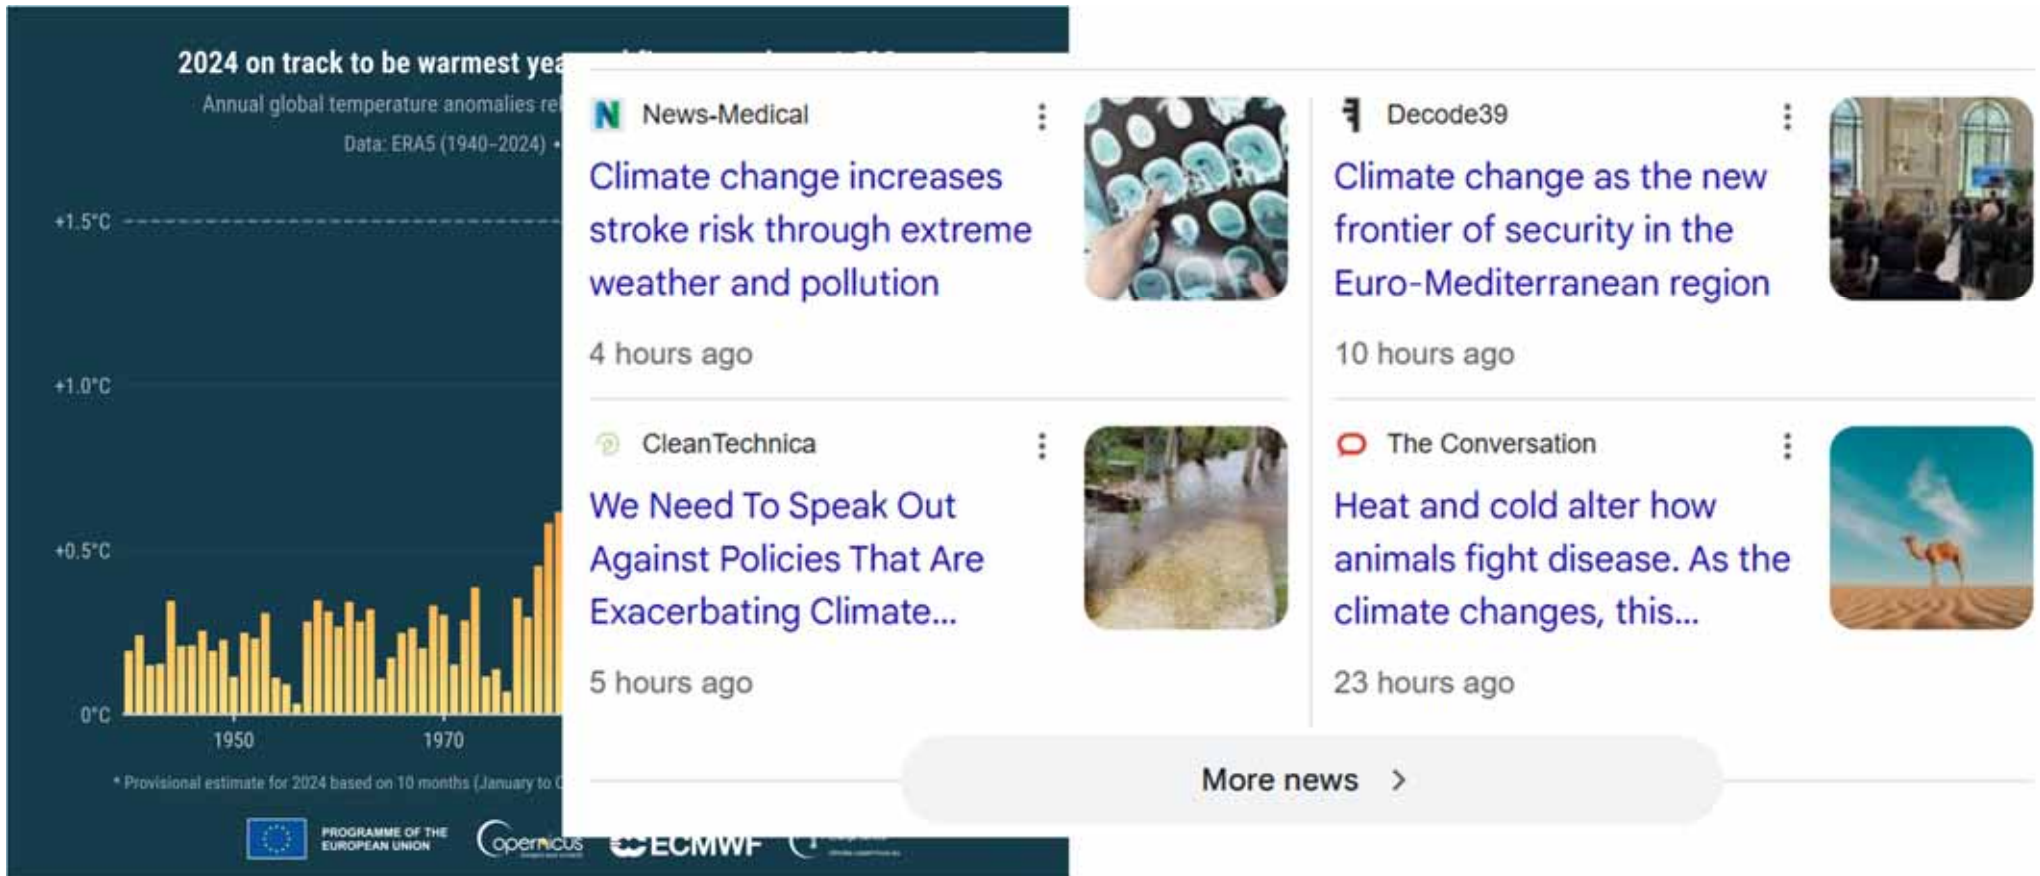 2024 on track to be warmest yea
Annual global temperature anomalies rel
Data: ERA5 (1940–2024) •
+1.5°C
+1.0°C
+0.5°C
0°C
1950
1970
* Provisional estimate for 2024 based on 10 months (January to
PROGRAMME OF THE
EUROPEAN UNION
Copernicus
ECMWF
News-Medical
Climate change increases
stroke risk through extreme
weather and pollution
4 hours ago
Decode39
Climate change as the new
frontier of security in the
Euro-Mediterranean region
10 hours ago
CleanTechnica
We Need To Speak Out
Against Policies That Are
Exacerbating Climate...
5 hours ago
The Conversation
Heat and cold alter how
animals fight disease. As the
climate changes, this...
23 hours ago
More news >